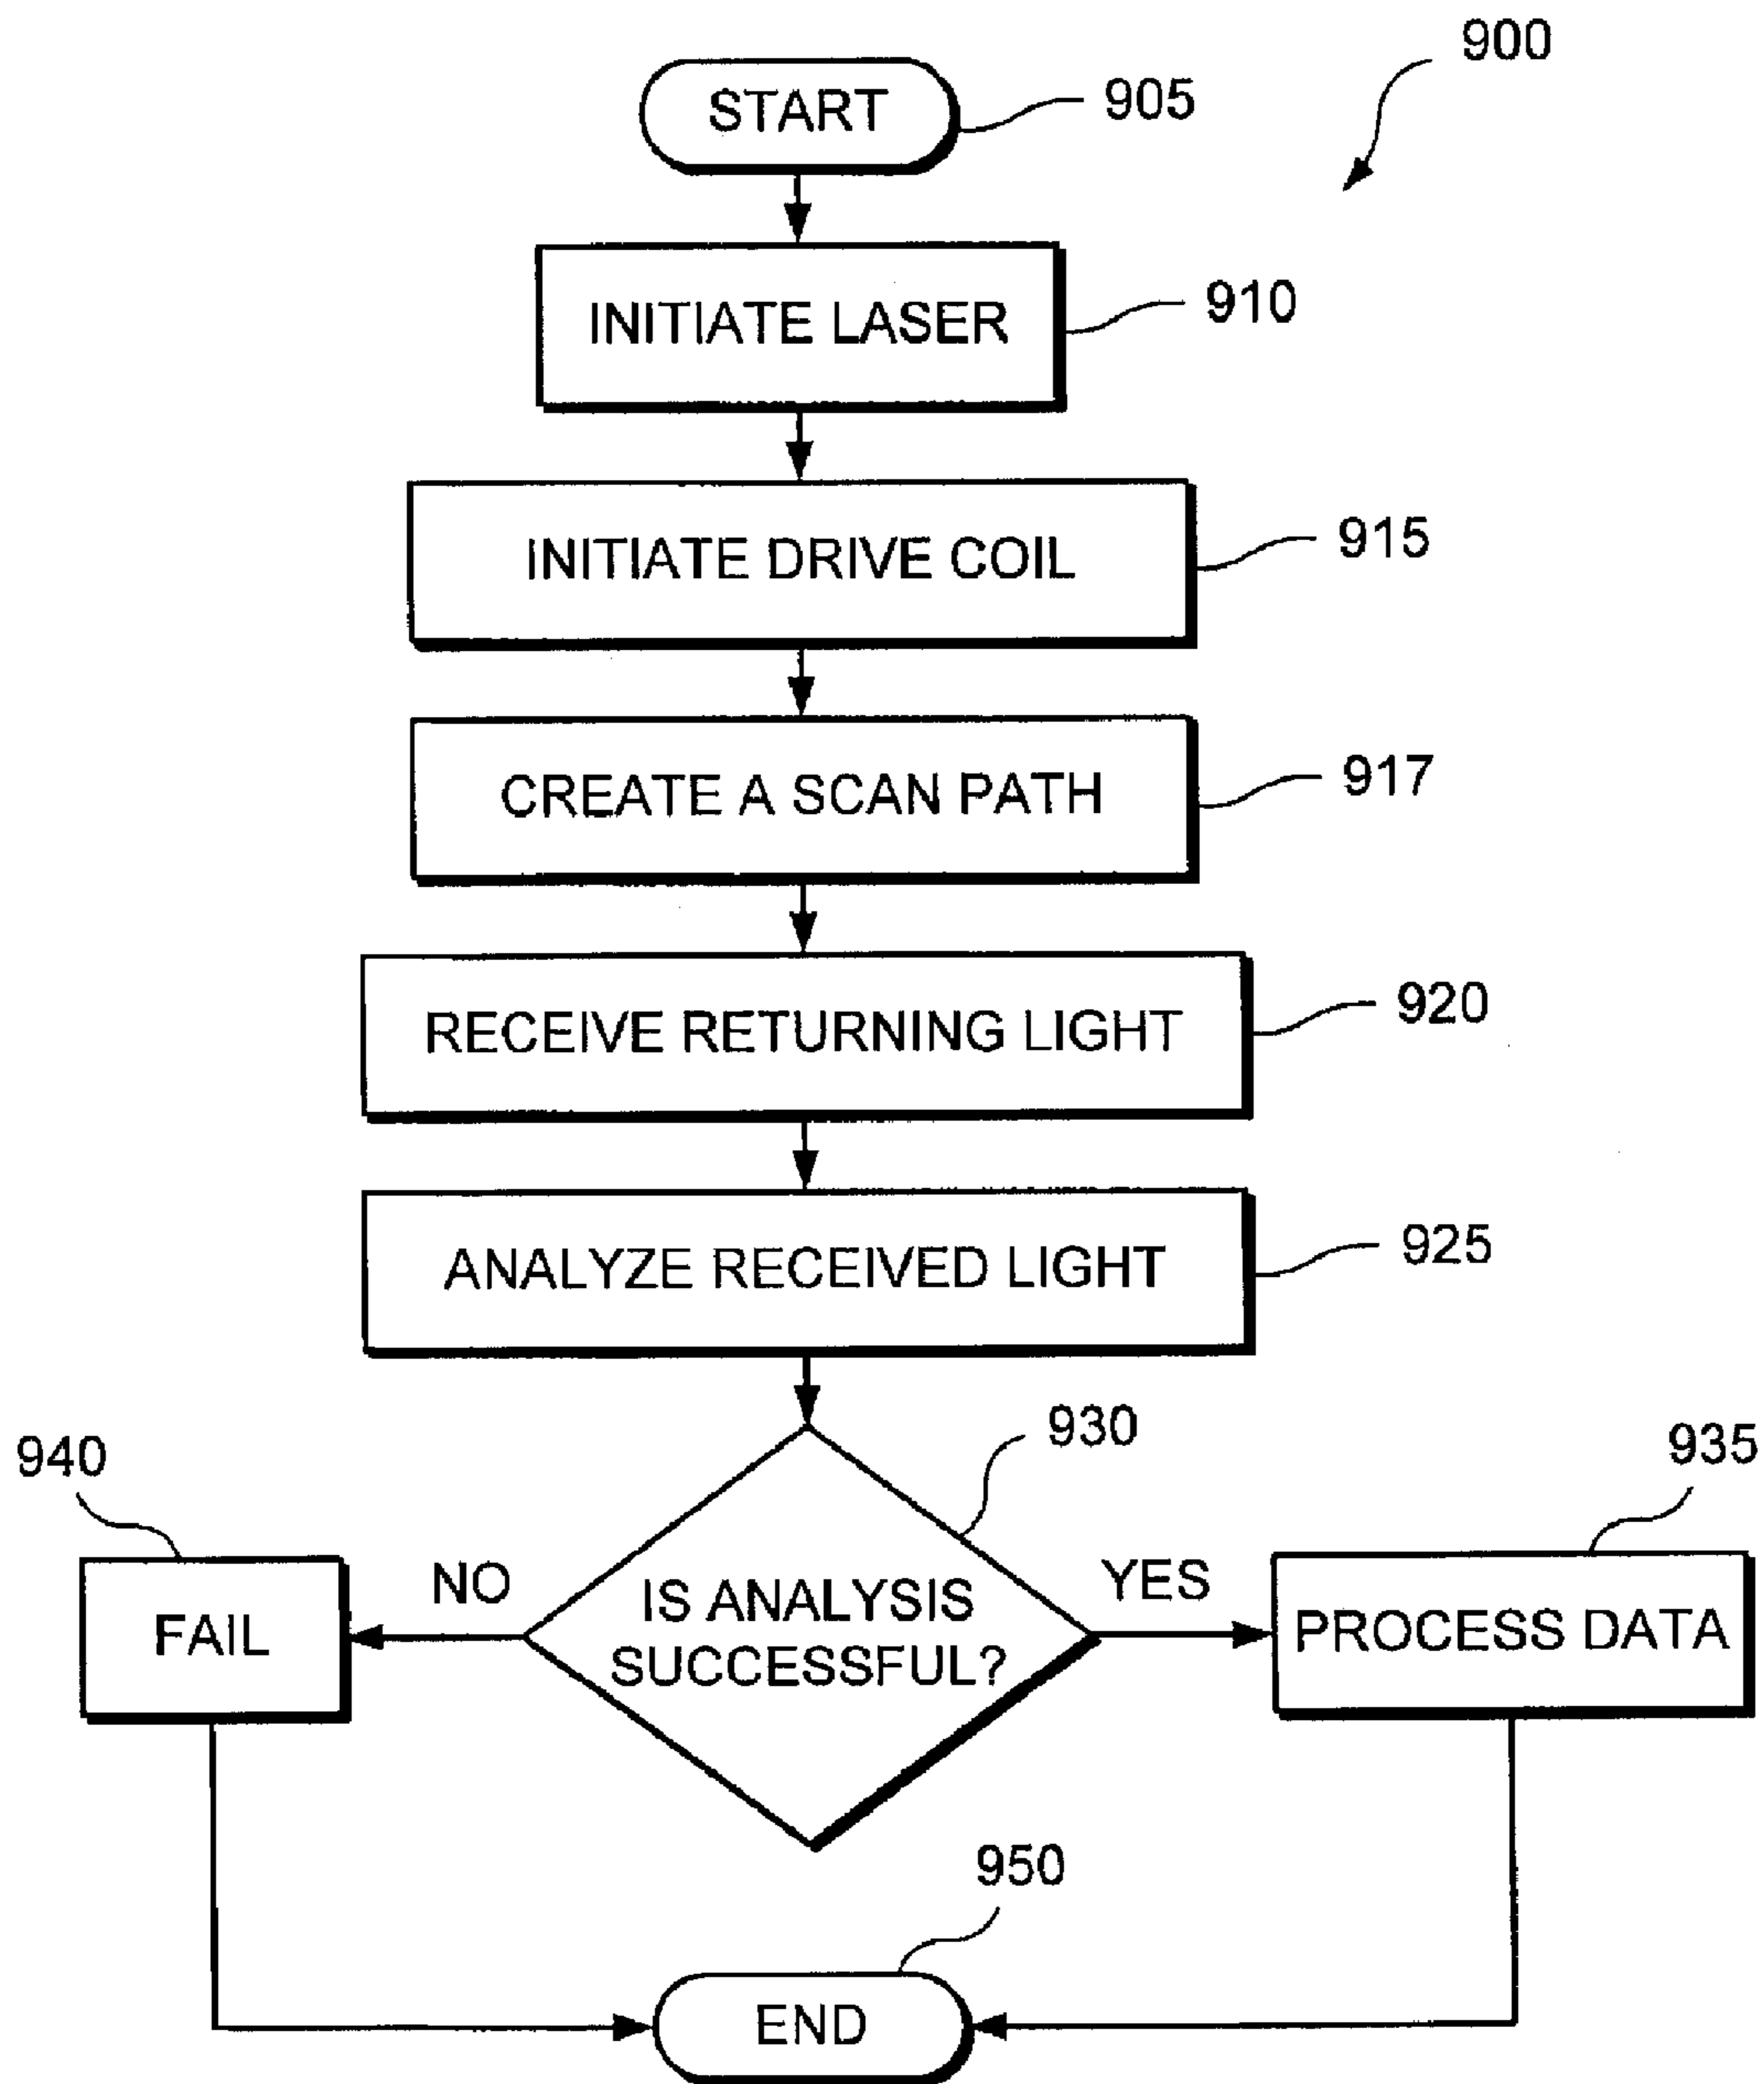 900
START
905
INITIATE LASER
910
INITIATE DRIVE COIL
915
CREATE A SCAN PATH
917
RECEIVE RETURNING LIGHT
920
ANALYZE RECEIVED LIGHT
925
930
940
935
NO
YES
FAIL
IS ANALYSIS
SUCCESSFUL?
PROCESS DATA
950
END